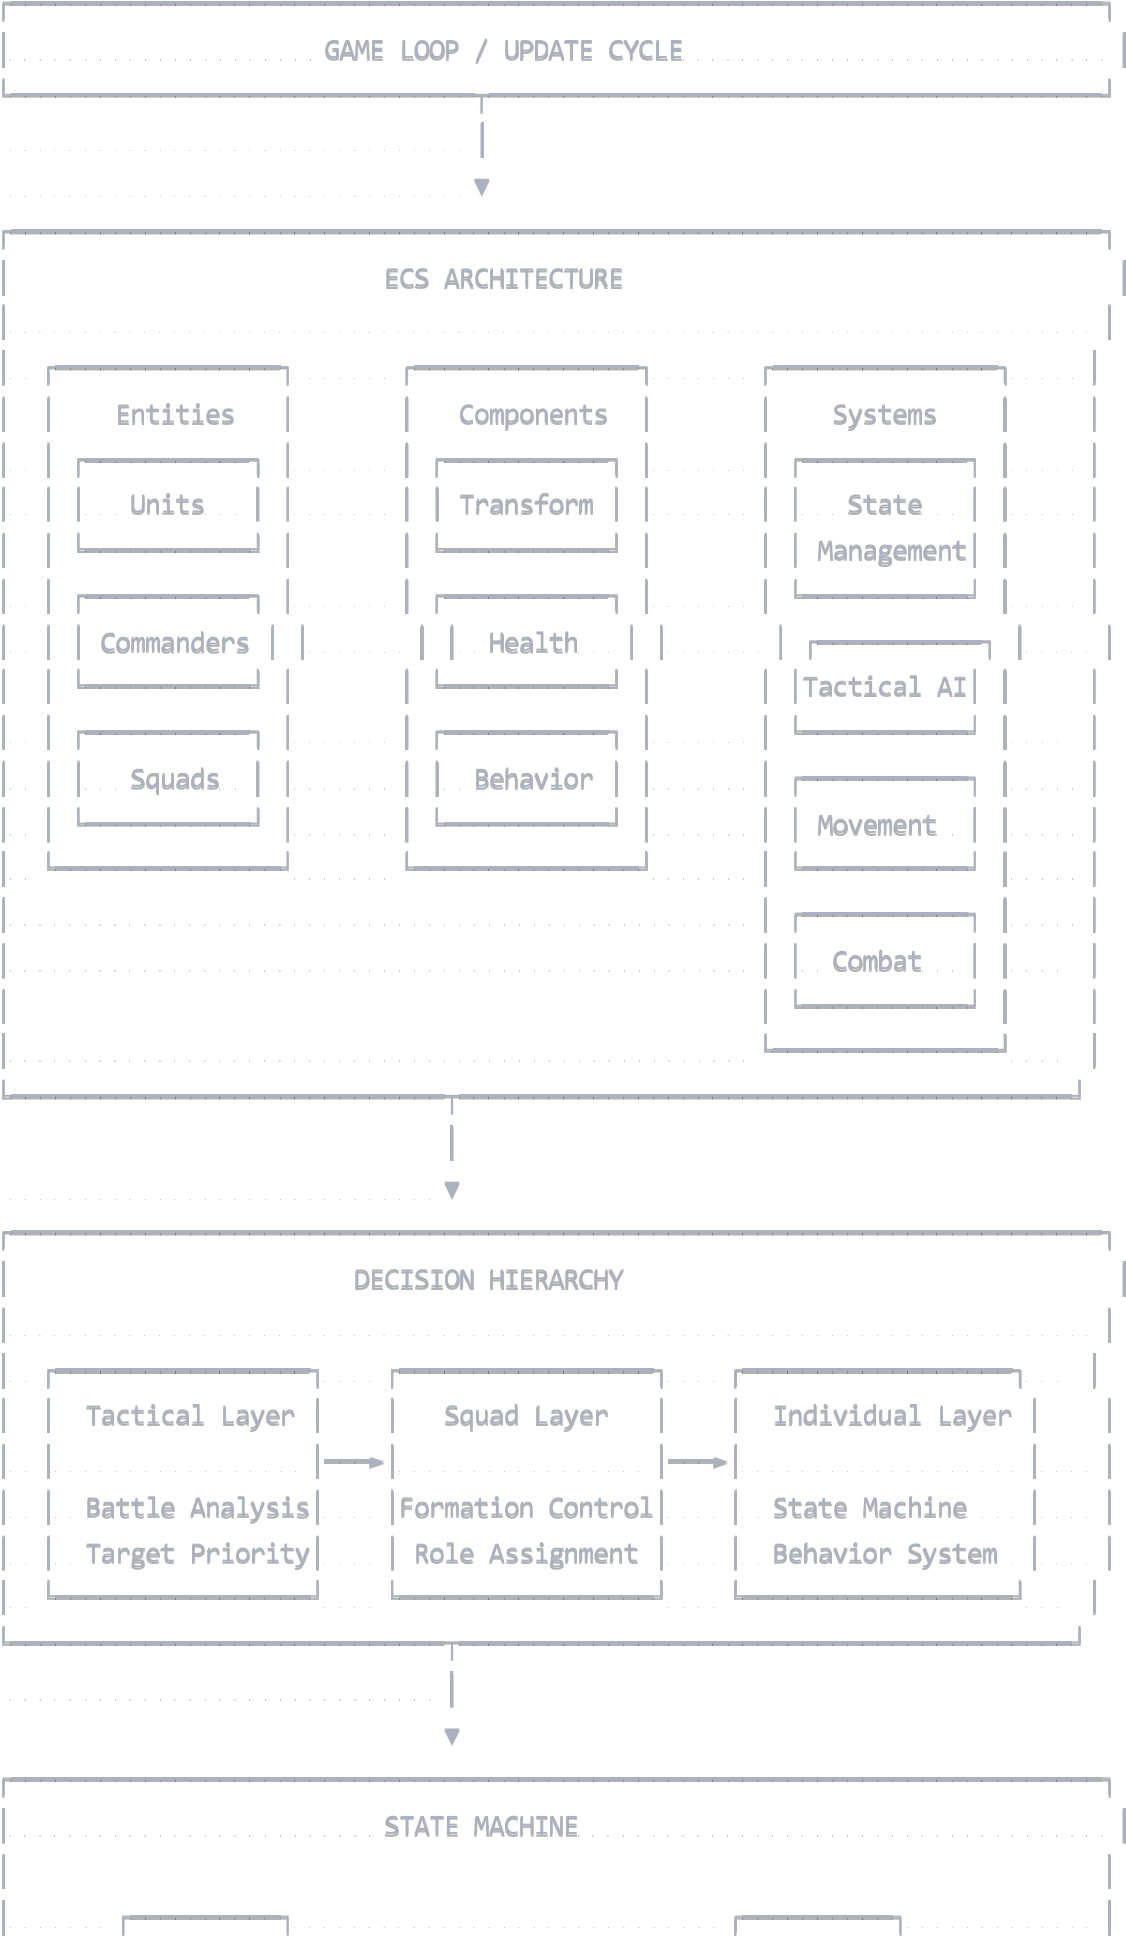 GAME LOOP / UPDATE CYCLE
ECS ARCHITECTURE
Entities Components Systems
Units Transform State
Management
Commanders Health
Tactical AI
Squads Behavior
Movement
Combat
DECISION HIERARCHY
Tactical Layer Squad Layer Individual Layer
Battle Analysis Formation Control State Machine
Target Priority Role Assignment Behavior System
STATE MACHINE